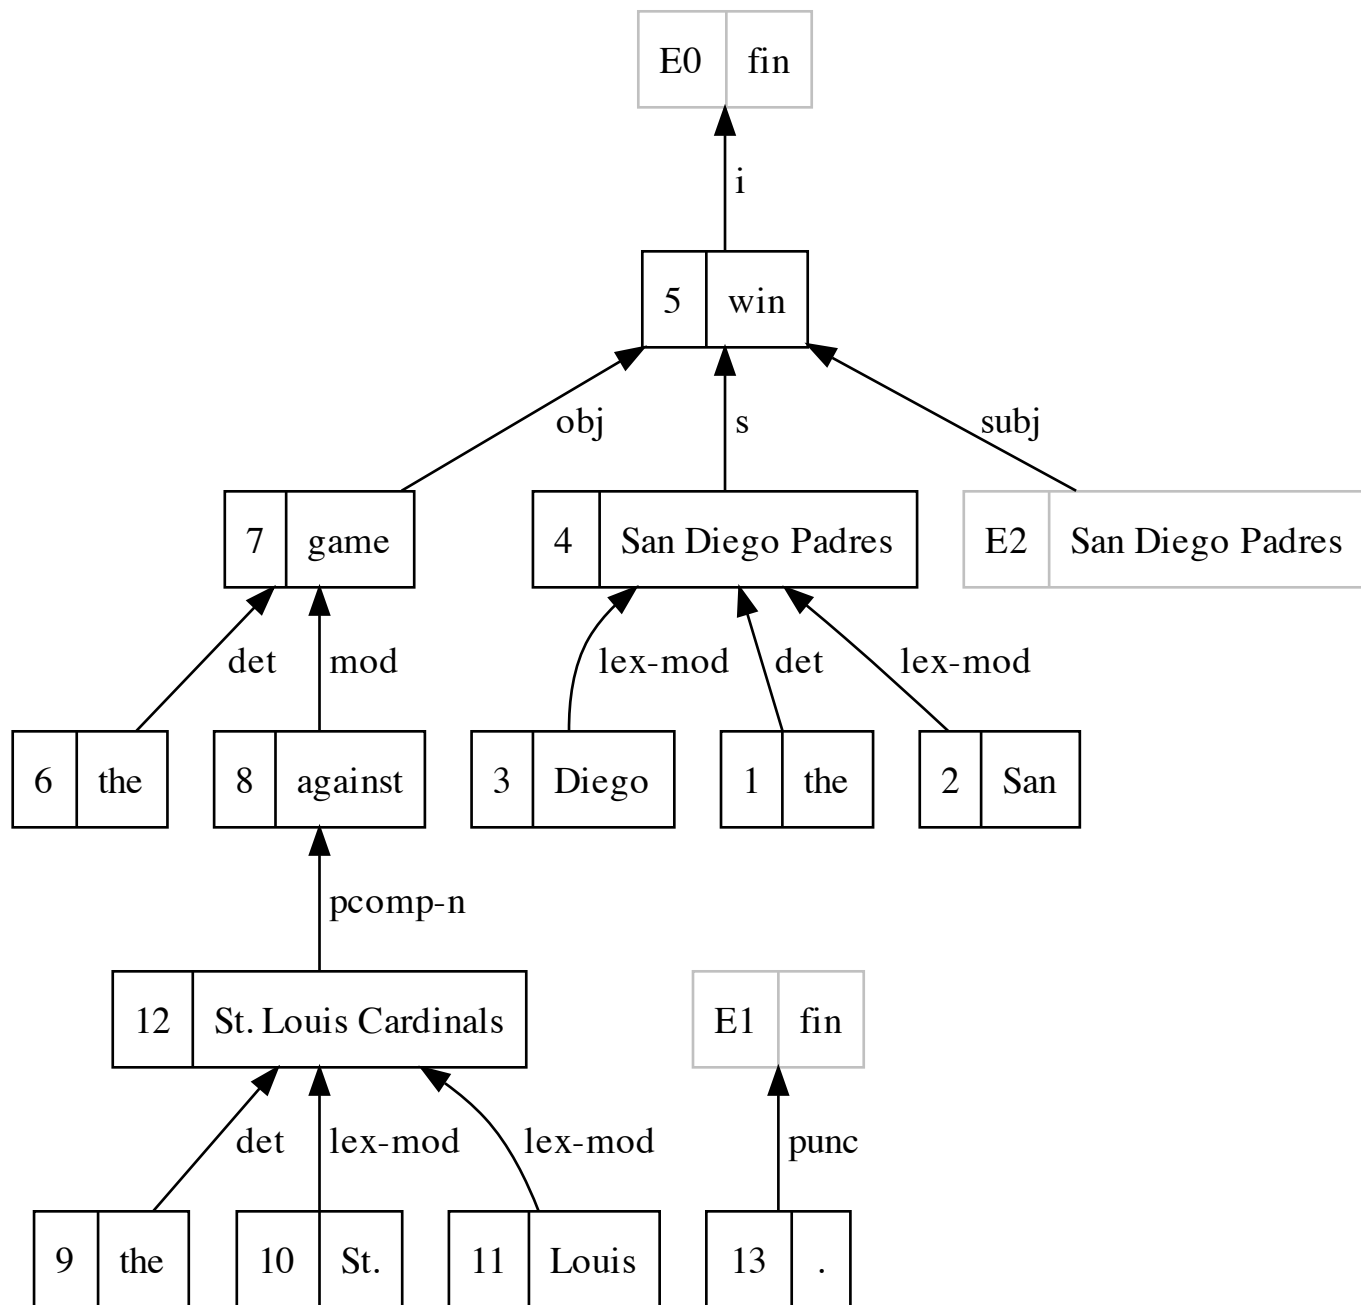 E0 fin
i
5 win
obj s subj
7 game 4 San Diego Padres E2 San Diego Padres
det mod lex-mod det lex-mod
6 the 8 against 3 Diego 1 the 2 San
pcomp-n
12 St. Louis Cardinals E1 fin
det lex-mod lex-mod punc
9 the 10 St. 11 Louis 13 .